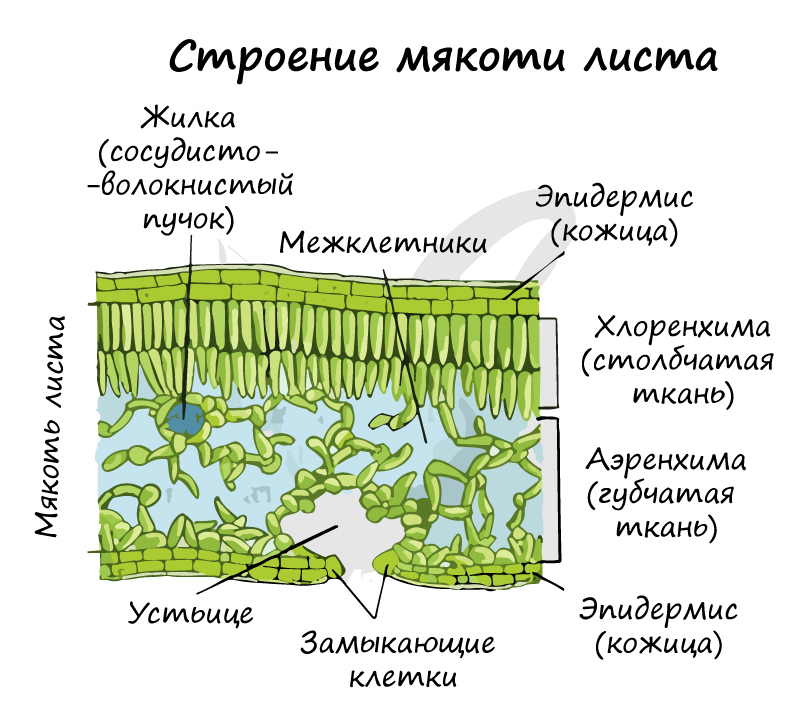 Строение мякоти листа
Жилка
(сосудисто-
-волокнистый
пучок)
Межклетники
Эпидермис
(кожица)
Хлоренхима
(столбчатая
ткань)
Мякоть листа
Аэренхима
(губчатая
ткань)
Устьице
Замыкающие
клетки
Эпидермис
(кожица)